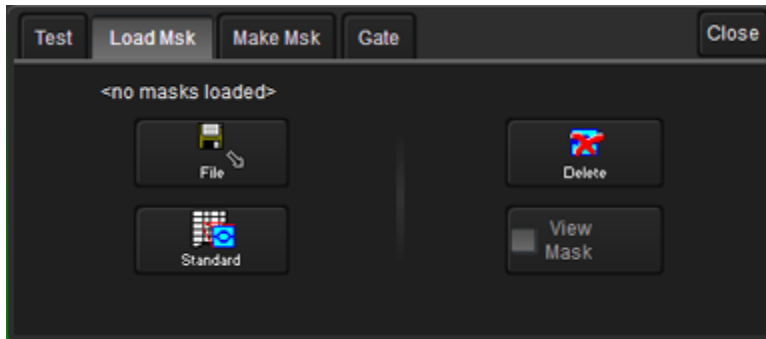 Test Load Msk Make Msk Gate Close
<no masks loaded>
File
Delete
Standard
View
Mask